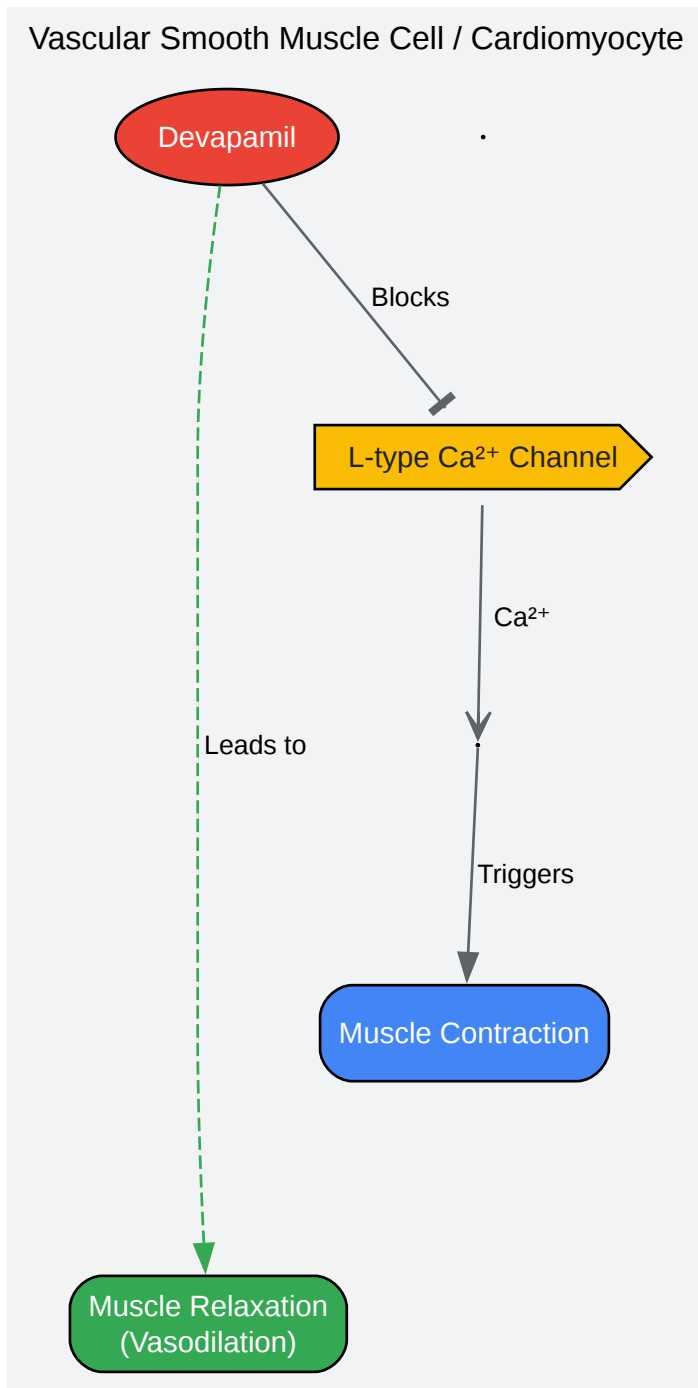 Vascular Smooth Muscle Cell / Cardiomyocyte
Devapamil
Blocks
L-type Ca²⁺ Channel
Ca²⁺
Leads to
Triggers
Muscle Contraction
Muscle Relaxation
(Vasodilation)